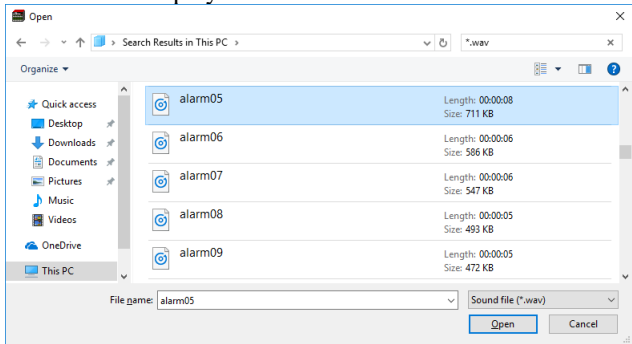 Open
Search Results in This PC
*.wav
Organize
Quick access
Desktop
Downloads
Documents
Pictures
Music
Videos
OneDrive
This PC
alarm05
Length: 00:00:08
Size: 711 KB
alarm06
Length: 00:00:06
Size: 586 KB
alarm07
Length: 00:00:06
Size: 547 KB
alarm08
Length: 00:00:05
Size: 493 KB
alarm09
Length: 00:00:05
Size: 472 KB
File name: alarm05
Sound file (*.wav)
Open
Cancel